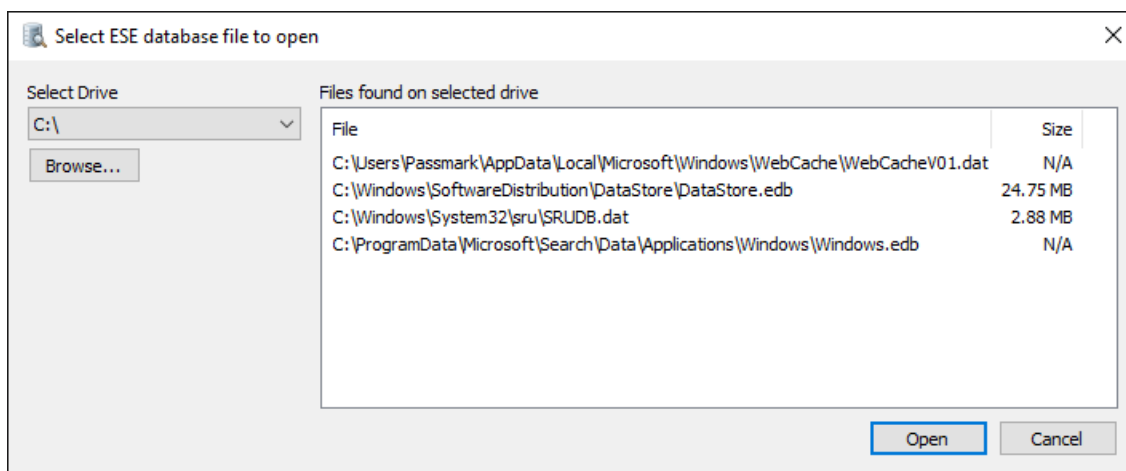 Select ESE database file to open
Select Drive
Files found on selected drive
C:\
Browse...
File Size
C:\Users\Passmark\AppData\Local\Microsoft\Windows\WebCache\WebCacheV01.dat N/A
C:\Windows\SoftwareDistribution\DataStore\DataStore.edb 24.75 MB
C:\Windows\System32\sru\SRUDB.dat 2.88 MB
C:\ProgramData\Microsoft\Search\Data\Applications\Windows\Windows.edb N/A
Open Cancel